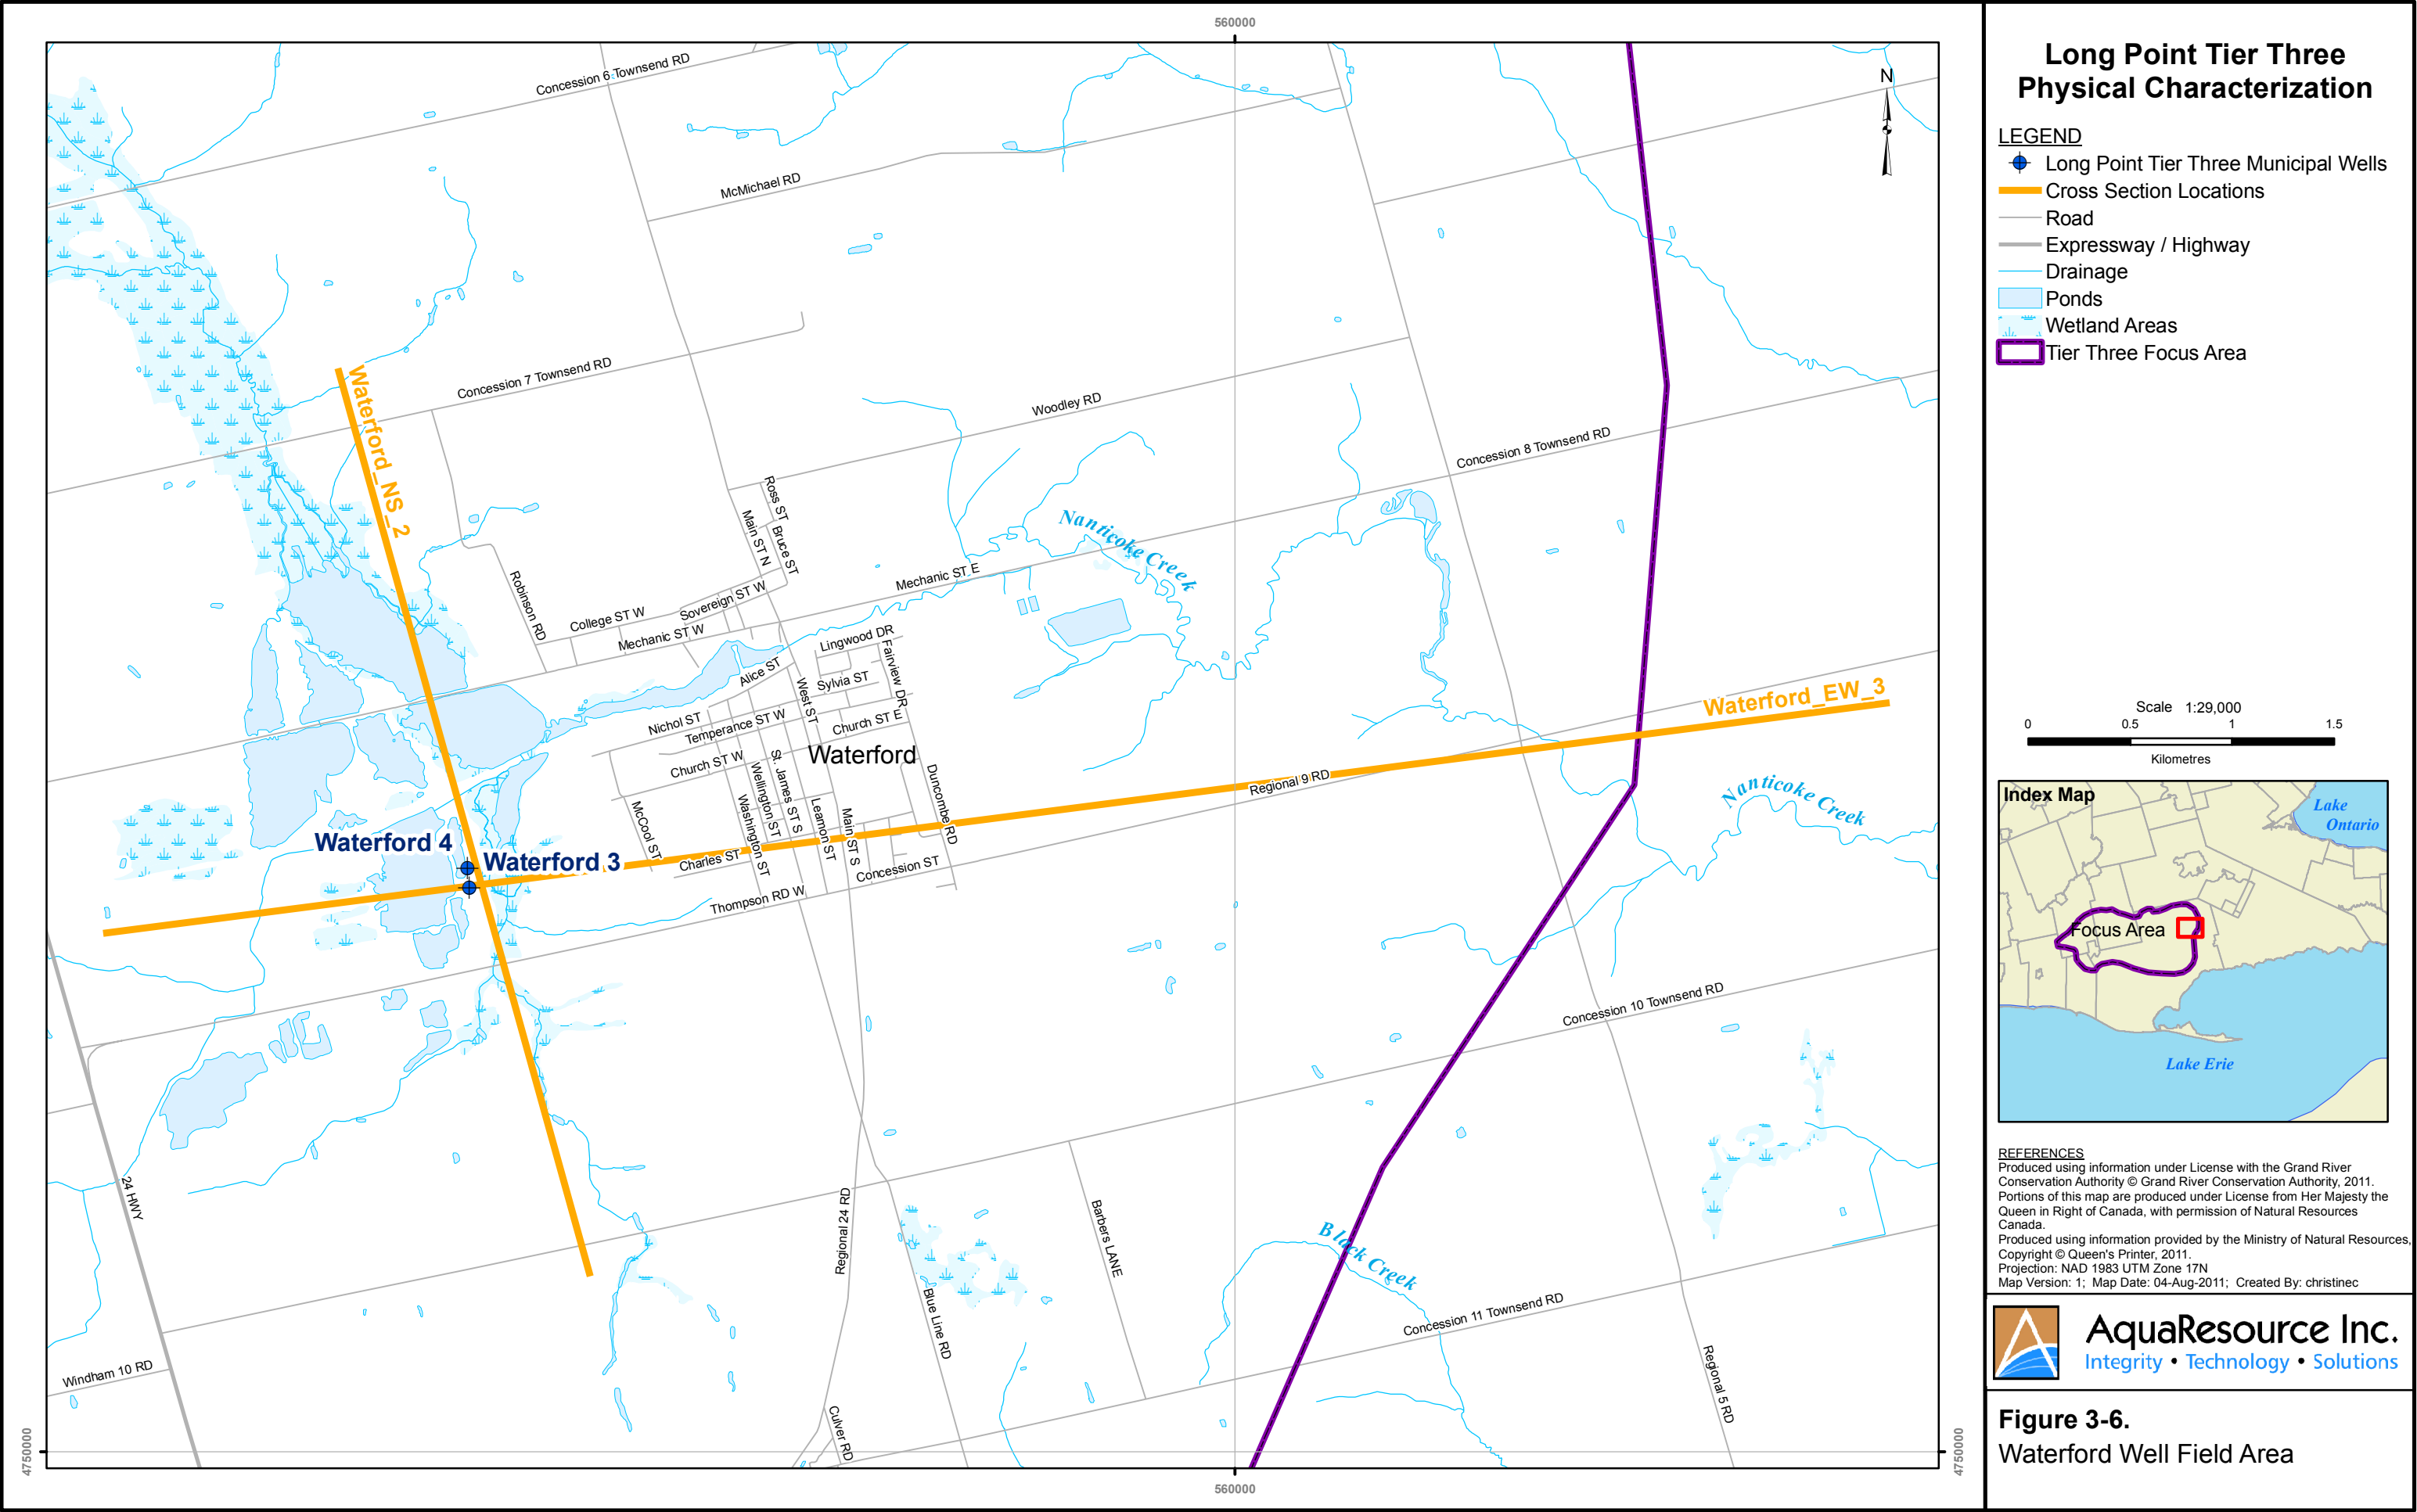 560000
Concession 6 Townsend RD
McMichael RD
N
Concession 7 Townsend RD
Waterford_NS_2
Woodley RD
Concession 8 Townsend RD
Ross ST
Main ST N
Bruce ST
Nanticoke Creek
Robinson RD
Mechanic ST E
Sovereign ST W
College ST W
Mechanic ST W
Lingwood DR
Fairview DR
Alice ST
Sylvia ST
West ST
Nichol ST
Temperance ST W
Church ST E
Waterford
Church ST W
St. James ST S
Wellington ST
Washington ST
Leamon ST
Main ST S
McCool ST
Duncombe RD
Waterford_EW_3
Regional 9 RD
Nanticoke Creek
Waterford 4
Waterford 3
Charles ST
Concession ST
Thompson RD W
Concession 10 Townsend RD
24 HWY
Regional 24 RD
Barbers LANE
Black Creek
Blue Line RD
Concession 11 Townsend RD
Windham 10 RD
Culver RD
Regional 5 RD
4750000
4750000
560000
Long Point Tier Three
Physical Characterization
LEGEND
Long Point Tier Three Municipal Wells
Cross Section Locations
Road
Expressway / Highway
Drainage
Ponds
Wetland Areas
Tier Three Focus Area
Scale 1:29,000
0 0.5 1 1.5
Kilometres
Index Map
Lake
Ontario
Focus Area
Lake Erie
REFERENCES
Produced using information under License with the Grand River
Conservation Authority © Grand River Conservation Authority, 2011.
Portions of this map are produced under License from Her Majesty the
Queen in Right of Canada, with permission of Natural Resources
Canada.
Produced using information provided by the Ministry of Natural Resources,
Copyright © Queen's Printer, 2011.
Projection: NAD 1983 UTM Zone 17N
Map Version: 1; Map Date: 04-Aug-2011; Created By: christinec
AquaResource Inc.
Integrity • Technology • Solutions
Figure 3-6.
Waterford Well Field Area